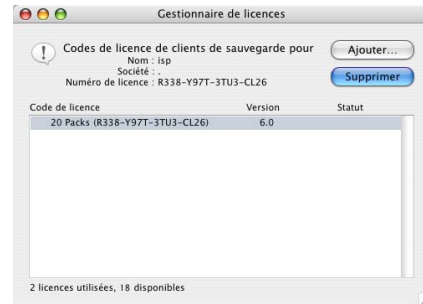 Gestionnaire de licences
Codes de licence de clients de sauvegarde pour
Nom : isp
Société : .
Numéro de licence : R338-Y97T-3TU3-CL26
Ajouter...
Supprimer
Code de licence Version Statut
20 Packs (R338-Y97T-3TU3-CL26) 6.0
2 licences utilisées, 18 disponibles